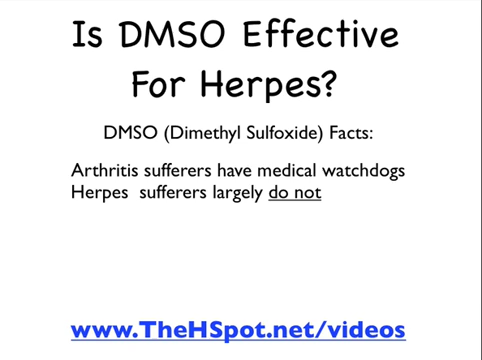 Is DMSO Effective
For Herpes?
DMSO (Dimethyl Sulfoxide) Facts:
Arthritis sufferers have medical watchdogs
Herpes  sufferers largely do not
www.TheHSpot.net/videos